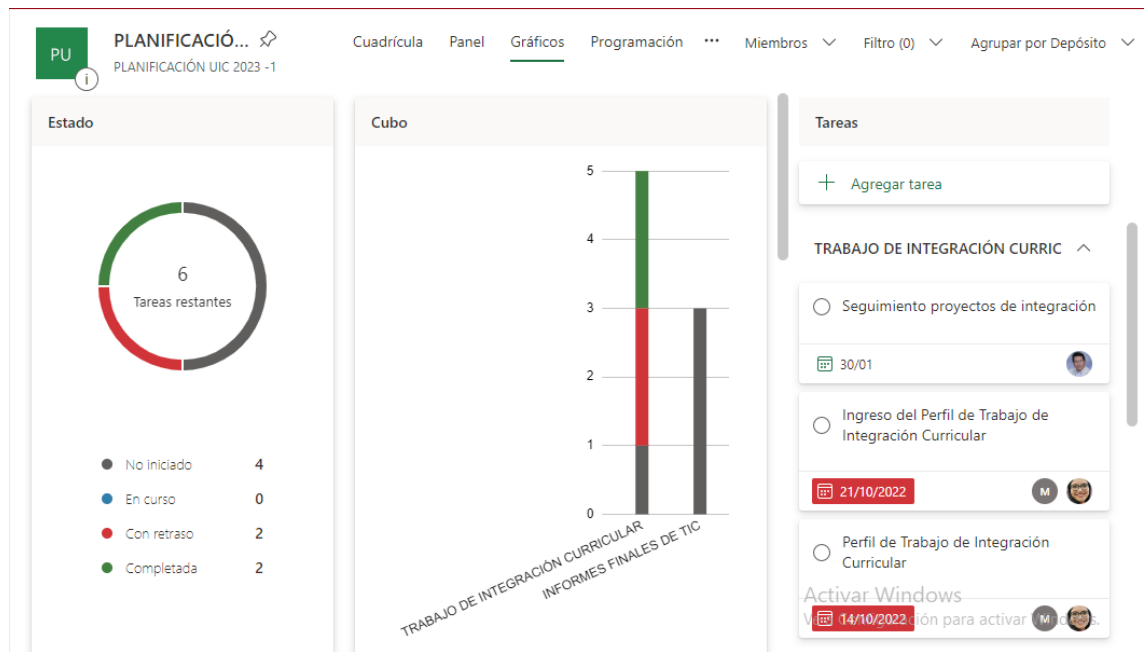 PU
PLANIFICACIÓ...
PLANIFICACIÓN UIC 2023 -1
i
Cuadrícula Panel Gráficos Programación ... Miembros Filtro (0) Agrupar por Depósito
Estado
6
Tareas restantes
No iniciado 4
En curso 0
Con retraso 2
Completada 2
Cubo
5
4
3
2
1
0
TRABAJO DE INTEGRACIÓN CURRICULAR
INFORMES FINALES DE TIC
Tareas
+ Agregar tarea
TRABAJO DE INTEGRACIÓN CURRIC
Seguimiento proyectos de integración
30/01
Ingreso del Perfil de Trabajo de
Integración Curricular
21/10/2022
M
Perfil de Trabajo de Integración
Curricular
Activar Windows
14/10/2022
para activar
M